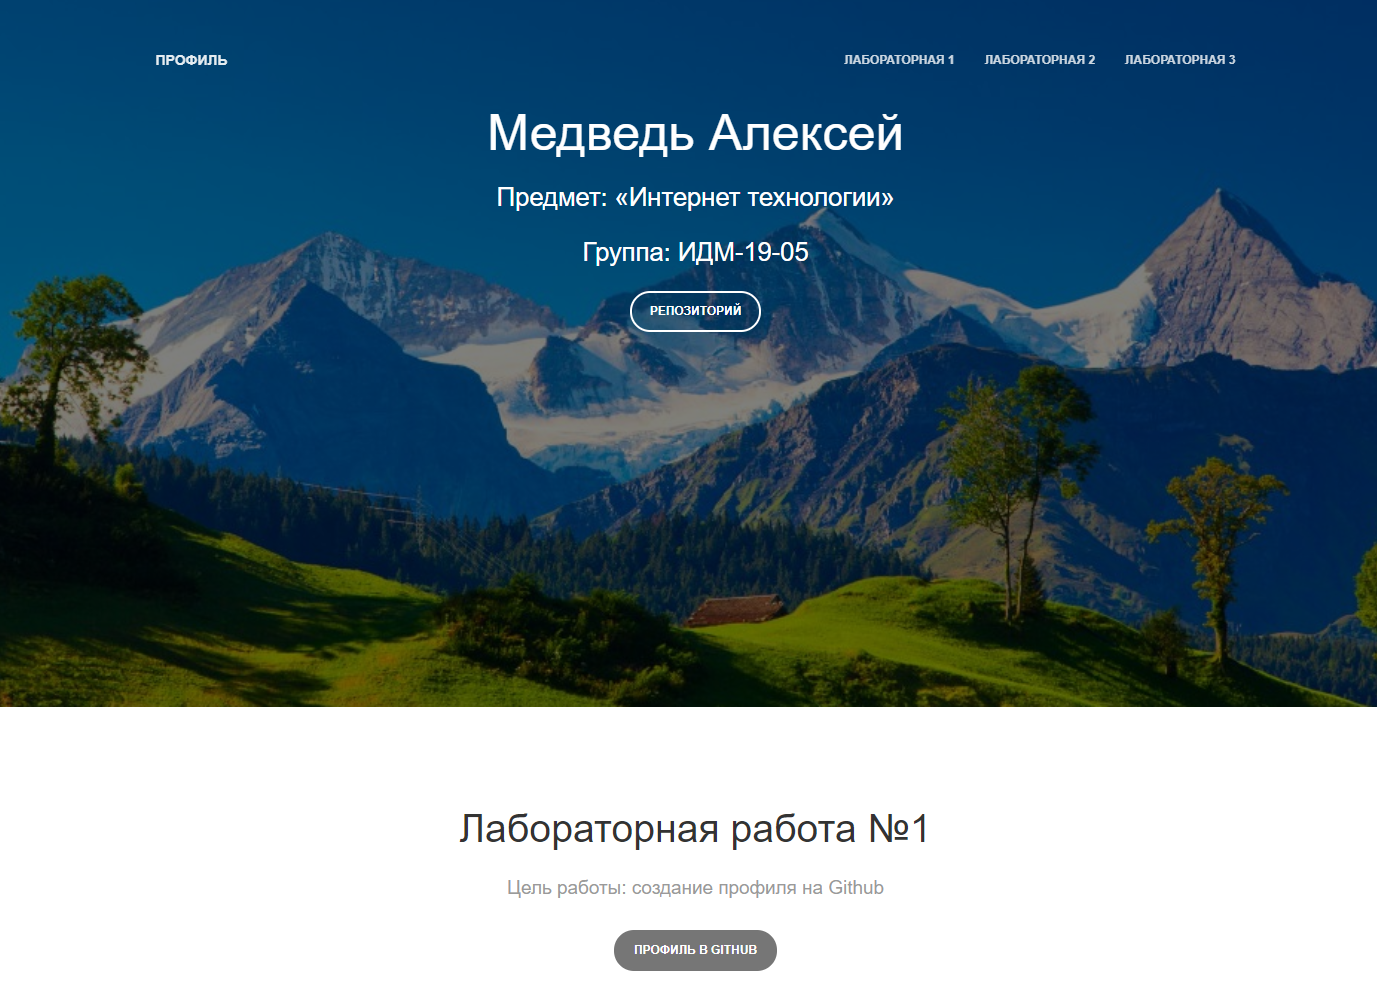 ПРОФИЛЬ
ЛАБОРАТОРНАЯ 1 ЛАБОРАТОРНАЯ 2 ЛАБОРАТОРНАЯ 3
Медведь Алексей
Предмет: «Интернет технологии»
Группа: ИДМ-19-05
РЕПОЗИТОРИЙ
Лабораторная работа №1
Цель работы: создание профиля на Github
ПРОФИЛЬ В GITHUB